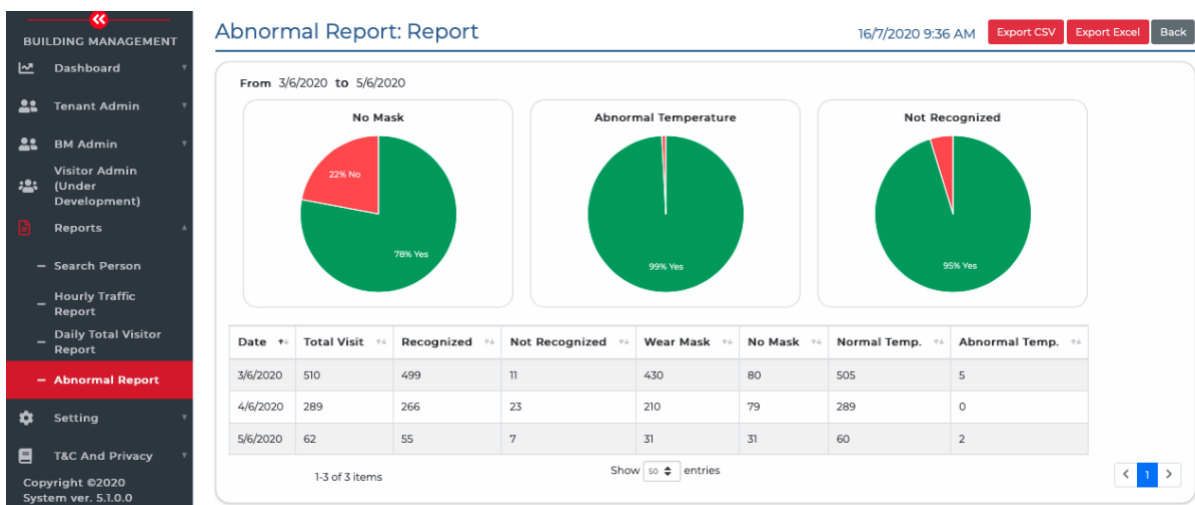 BUILDING MANAGEMENT
Dashboard
Tenant Admin
BM Admin
Visitor Admin
(Under
Development)
Reports
Search Person
Hourly Traffic
Report
Daily Total Visitor
Report
Abnormal Report
Setting
T&C And Privacy
Copyright ©2020
System ver. 5.1.0.0
Abnormal Report: Report
16/7/2020 9:36 AM Export CSV Export Excel Back
From 3/6/2020 to 5/6/2020
No Mask
22% No
78% Yes
Abnormal Temperature
99% Yes
Not Recognized
95% Yes
Date Total Visit Recognized Not Recognized Wear Mask No Mask Normal Temp. Abnormal Temp.
3/6/2020 510 499 11 430 80 505 5
4/6/2020 289 266 23 210 79 289 0
5/6/2020 62 55 7 31 31 60 2
1-3 of 3 items
Show 50 entries
< 1 >